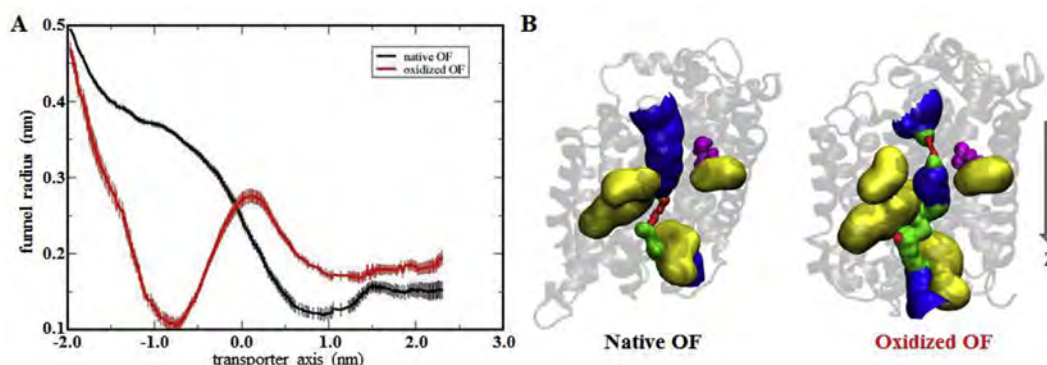 A
B
0.5
0.4
0.3
0.2
0.1
funnel radius (nm)
native OF
oxidized OF
-2.0 -1.0 0.0 1.0 2.0 3.0
transporter axis (nm)
Native OF
Oxidized OF
Z